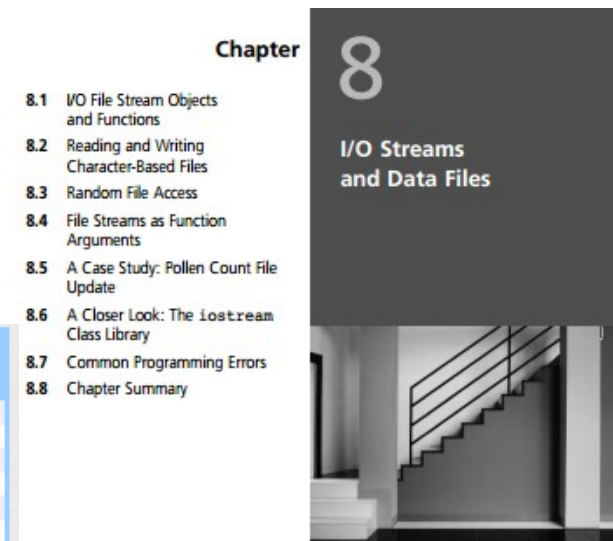 Chapter
8
8.1 I/O File Stream Objects
and Functions
8.2 Reading and Writing
Character-Based Files
8.3 Random File Access
8.4 File Streams as Function
Arguments
8.5 A Case Study: Pollen Count File
Update
8.6 A Closer Look: The iostream
Class Library
8.7 Common Programming Errors
8.8 Chapter Summary
I/O Streams
and Data Files